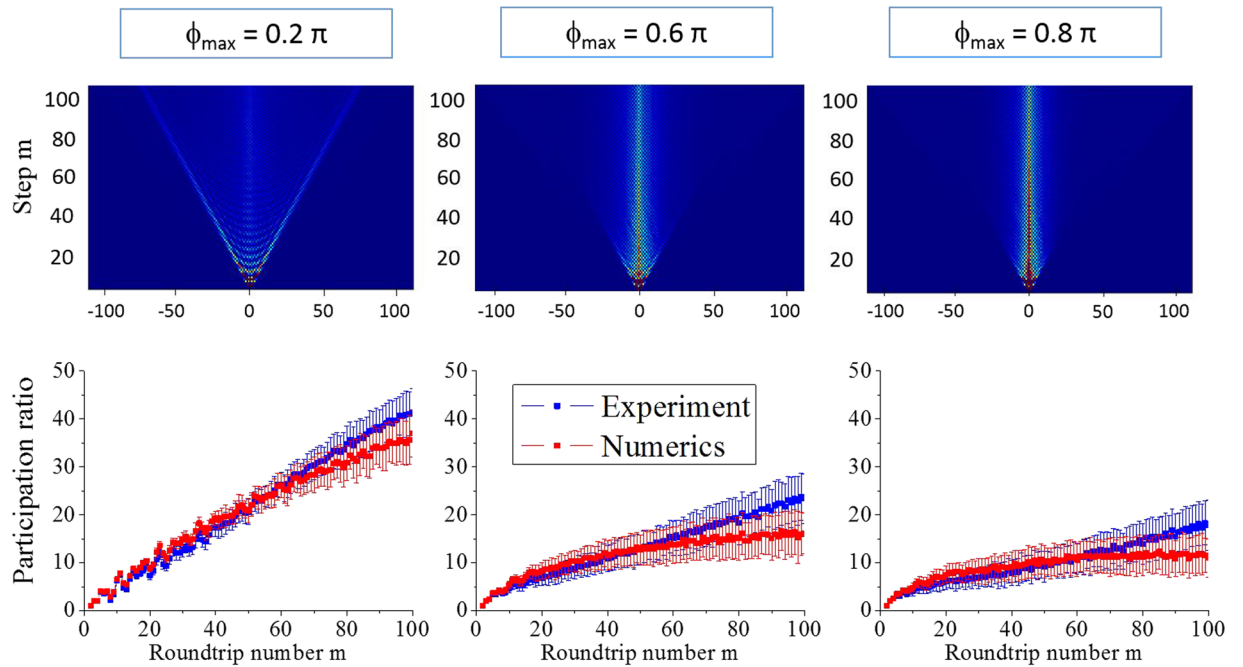 ϕmax = 0.2 π
ϕmax = 0.6 π
ϕmax = 0.8 π
Step m
100
80
60
40
20
-100 -50 0 50 100
100
80
60
40
20
-100 -50 0 50 100
100
80
60
40
20
-100 -50 0 50 100
Participation ratio
50
40
30
20
10
0
0 20 40 60 80 100
Roundtrip number m
50
40
30
20
10
0
Experiment
Numerics
0 20 40 60 80 100
Roundtrip number m
50
40
30
20
10
0
0 20 40 60 80 100
Roundtrip number m